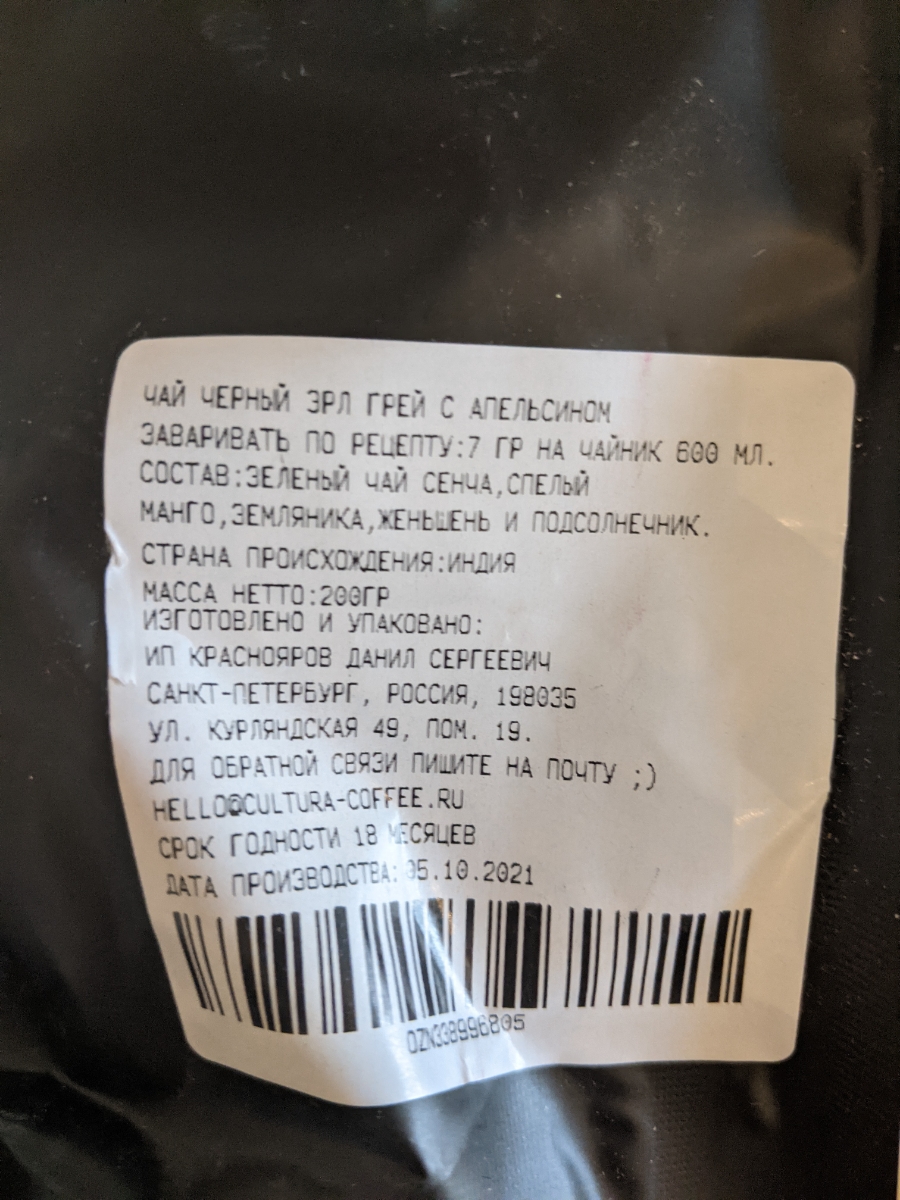 ЧАЙ ЧЕРНЫЙ ЭРЛ ГРЕЙ С АПЕЛЬСИНОМ
ЗАВАРИВАТЬ ПО РЕЦЕПТУ:7 ГР НА ЧАЙНИК 600 МЛ.
СОСТАВ:ЗЕЛЕНЫЙ ЧАЙ СЕНЧА,СПЕЛЫЙ
МАНГО,ЗЕМЛЯНИКА,ЖЕНЬШЕНЬ И ПОДСОЛНЕЧНИК.
СТРАНА ПРОИСХОЖДЕНИЯ:ИНДИЯ
МАССА НЕТТО:200ГР
ИЗГОТОВЛЕНО И УПАКОВАНО:
ИП КРАСНОЯРОВ ДАНИЛ СЕРГЕЕВИЧ
САНКТ-ПЕТЕРБУРГ, РОССИЯ, 198035
УЛ. КУРЛЯНДСКАЯ 49, ПОМ. 19.
ДЛЯ ОБРАТНОЙ СВЯЗИ ПИШИТЕ НА ПОЧТУ ;)
HELLO@CULTURA-COFFEE.RU
СРОК ГОДНОСТИ 18 МЕСЯЦЕВ
ДАТА ПРОИЗВОДСТВА: 05.10.2021
OZN338996805